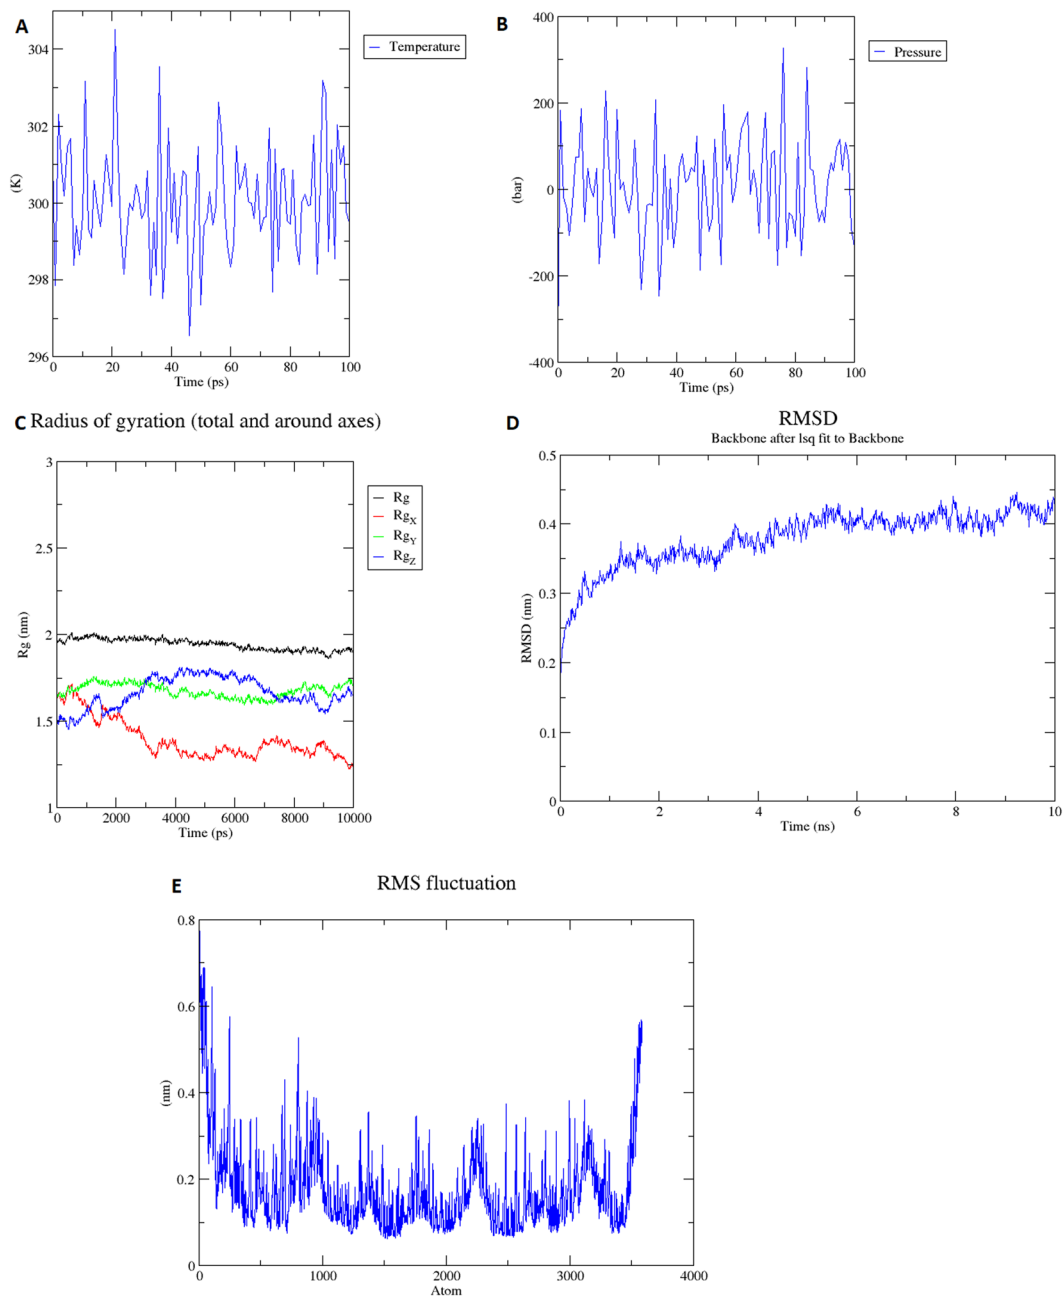 A
(K)
304
302
300
298
296
0
20
40
60
80
100
Time (ps)
Temperature
B
(bar)
400
200
0
-200
-400
0
20
40
60
80
100
Time (ps)
Pressure
C Radius of gyration (total and around axes)
Rg (nm)
3
2.5
2
1.5
1
0
2000
4000
6000
8000
10000
Time (ps)
Rg
RgX
RgY
RgZ
D
RMSD
Backbone after lsq fit to Backbone
RMSD (nm)
0.5
0.4
0.3
0.2
0.1
0
0
2
4
6
8
10
Time (ns)
E
RMS fluctuation
(nm)
0.8
0.6
0.4
0.2
0
0
1000
2000
3000
4000
Atom